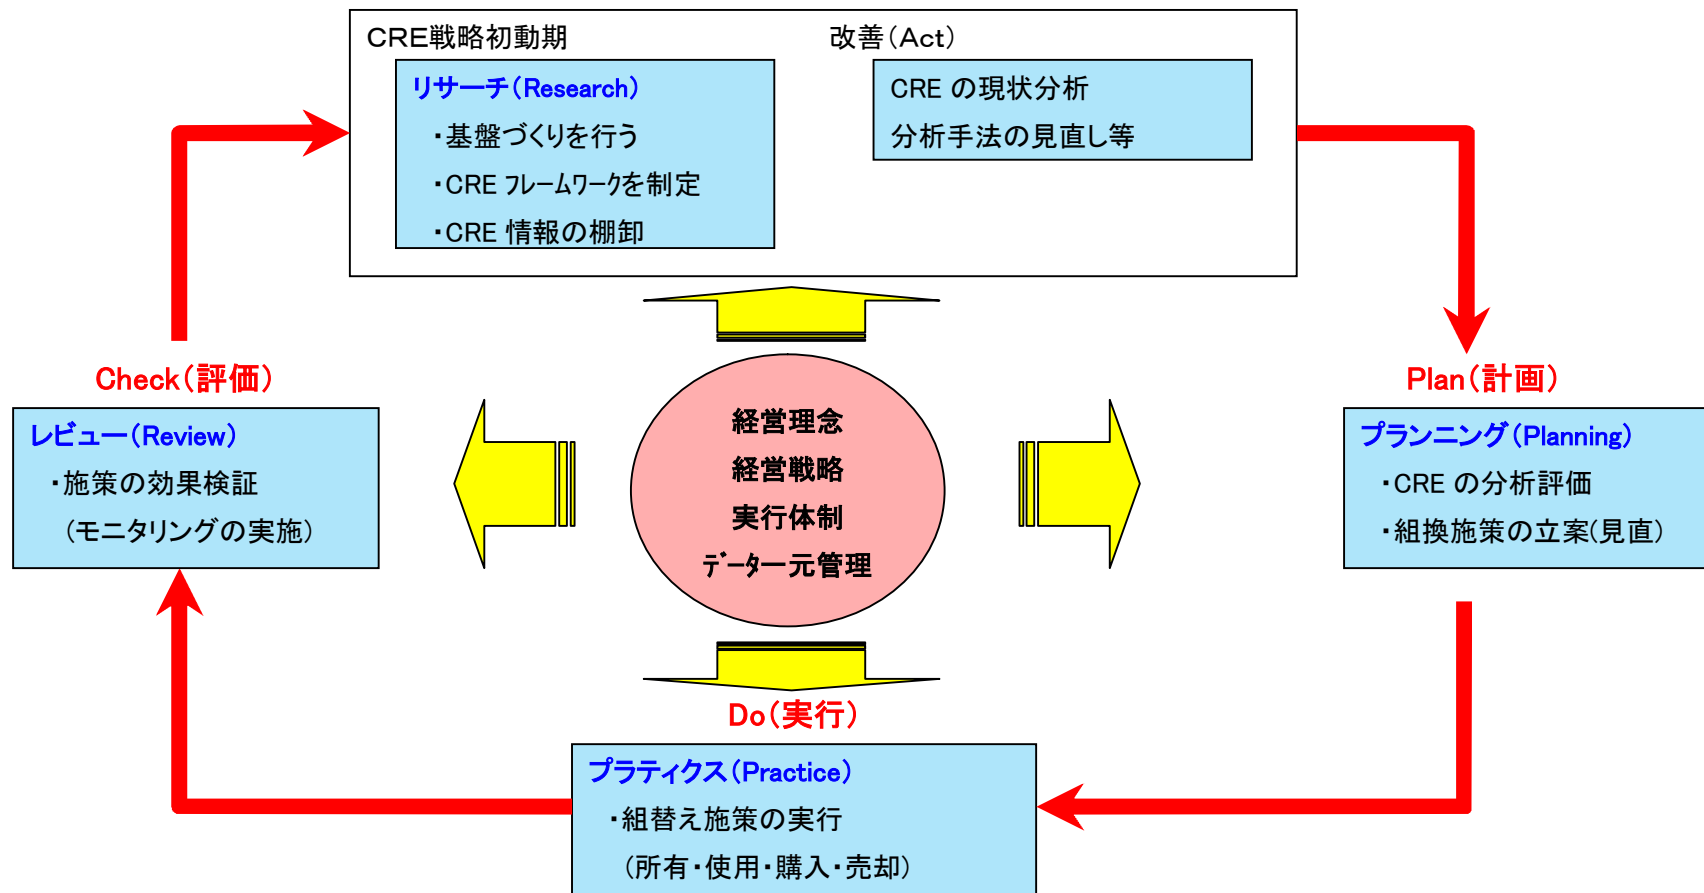 CRE戦略初動期
リサーチ(Research)
・基盤づくりを行う
・CRE フレームワークを制定
・CRE 情報の棚卸
改善(Act)
CRE の現状分析
分析手法の見直し等
Check(評価)
レビュー(Review)
・施策の効果検証
(モニタリングの実施)
経営理念
経営戦略
実行体制
データ一元管理
Plan(計画)
プランニング(Planning)
・CRE の分析評価
・組換施策の立案(見直)
Do(実行)
プラティクス(Practice)
・組替え施策の実行
(所有・使用・購入・売却)